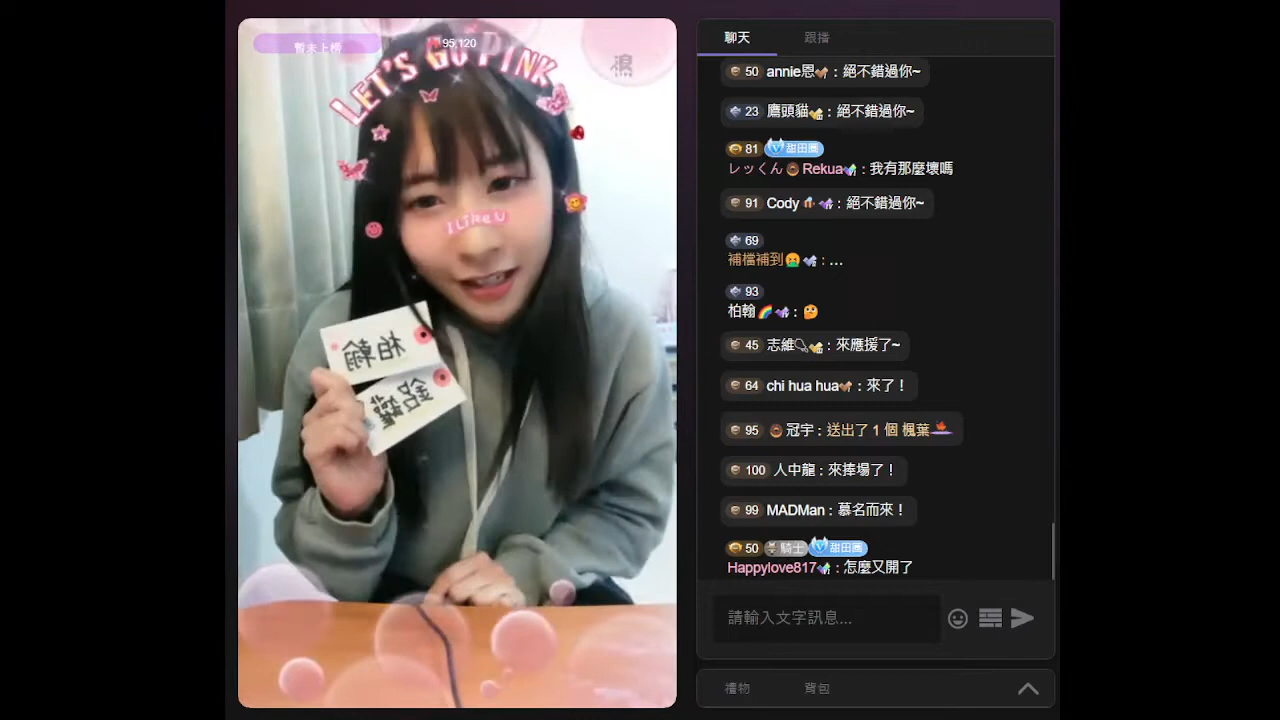 暫未上榜
95,120
LET'S GO PINK
I LIKE U
柏翰
銘耀
聊天
跟播
50 annie恩：絕不錯過你~
23 鷹頭貓：絕不錯過你~
81 甜田圈
レッくん Rekua：我有那麼壞嗎
91 Cody：絕不錯過你~
69
補檔補到：...
93
柏翰：
45 志維：來應援了~
64 chi hua hua：來了！
95 冠宇：送出了 1 個 楓葉
100 人中龍：來捧場了！
99 MADMan：慕名而來！
50 騎士 甜田圈
Happylove817：怎麼又開了
請輸入文字訊息...
禮物
背包